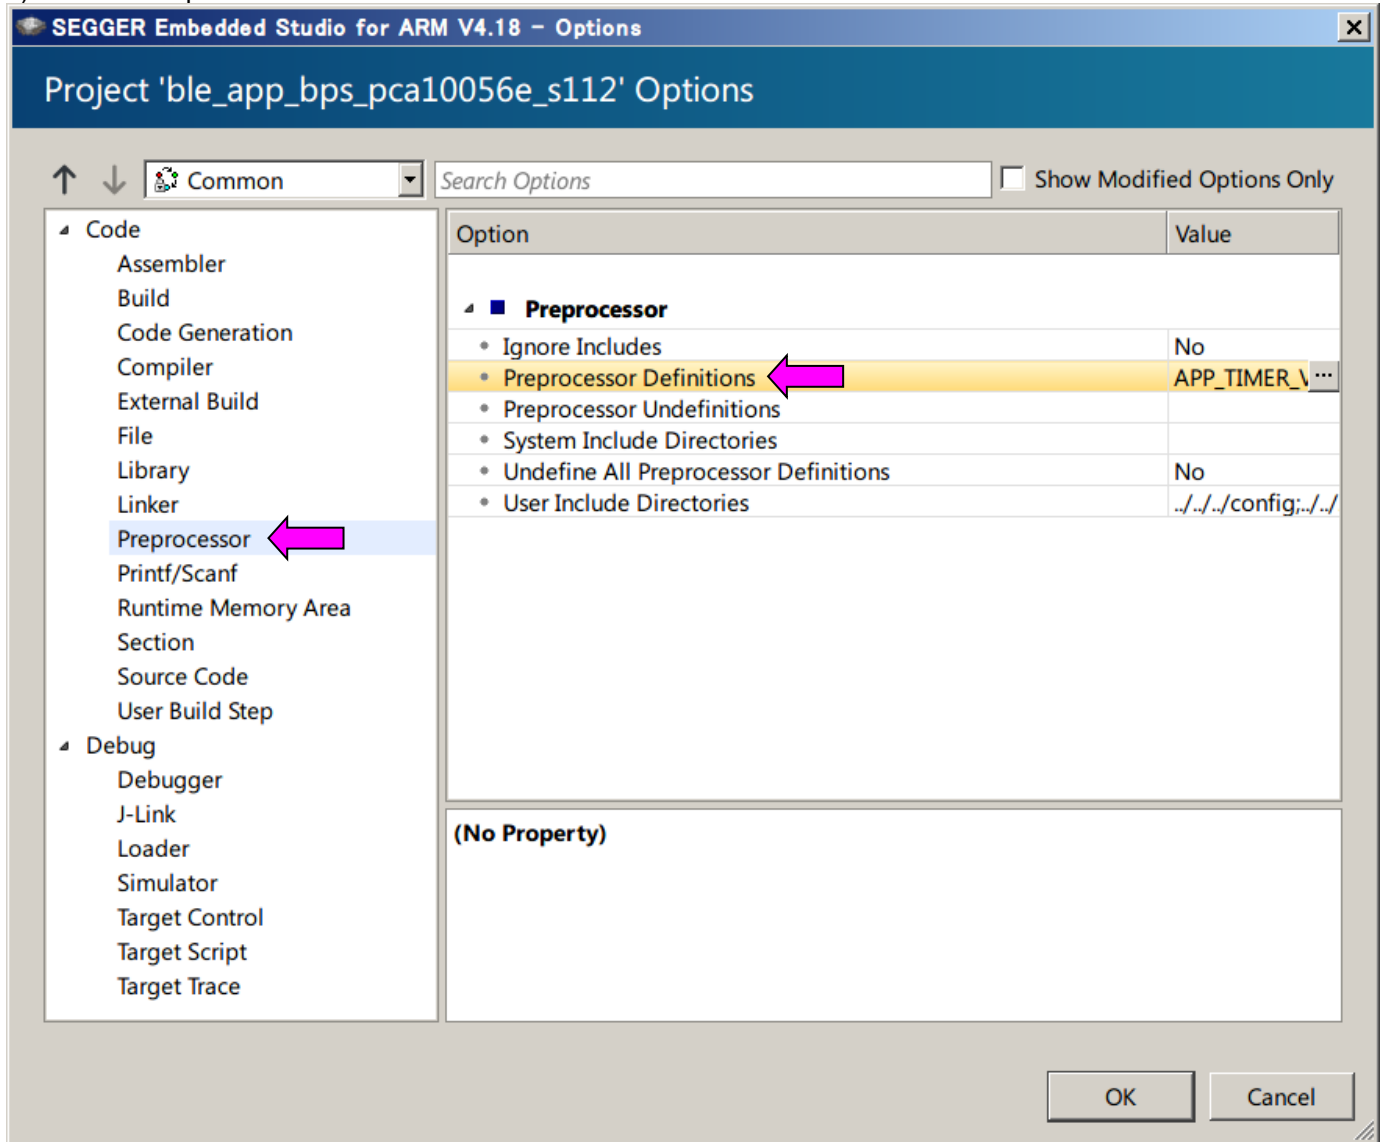 SEGGER Embedded Studio for ARM V4.18 - Options
Project 'ble_app_bps_pca10056e_s112' Options
Common
Search Options
Show Modified Options Only
Code
Assembler
Build
Code Generation
Compiler
External Build
File
Library
Linker
Preprocessor
Printf/Scanf
Runtime Memory Area
Section
Source Code
User Build Step
Debug
Debugger
J-Link
Loader
Simulator
Target Control
Target Script
Target Trace
Option Value
Preprocessor
Ignore Includes No
Preprocessor Definitions APP_TIMER_V ...
Preprocessor Undefinitions
System Include Directories
Undefine All Preprocessor Definitions No
User Include Directories ../../../config;../../
(No Property)
OK Cancel